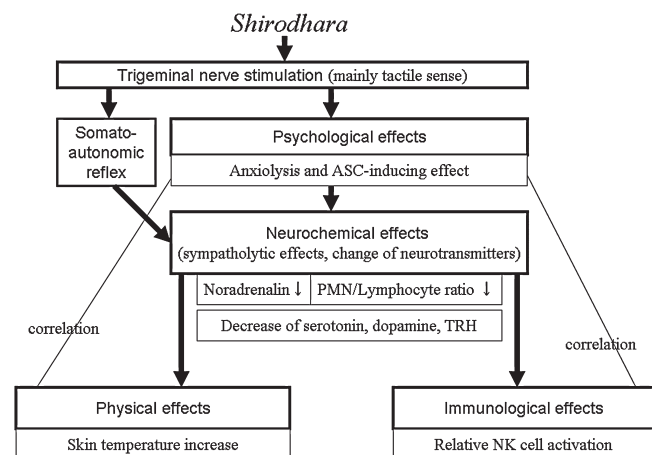 Shirodhara
Trigeminal nerve stimulation (mainly tactile sense)
Somato-
autonomic
reflex
Psychological effects
Anxiolysis and ASC-inducing effect
Neurochemical effects
(sympatholytic effects, change of neurotransmitters)
Noradrenalin ↓
PMN/Lymphocyte ratio ↓
Decrease of serotonin, dopamine, TRH
correlation
correlation
Physical effects
Skin temperature increase
Immunological effects
Relative NK cell activation